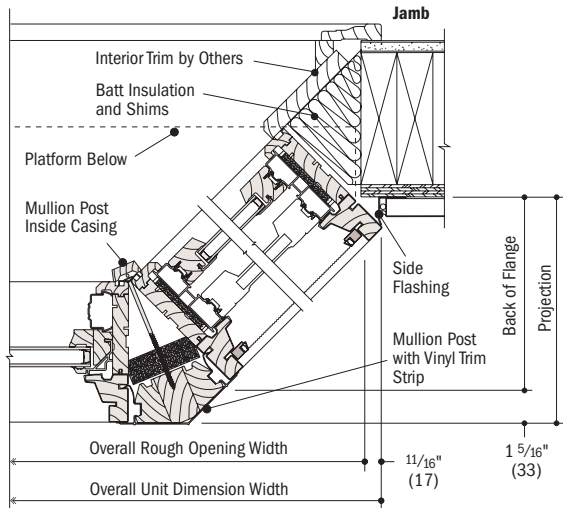 Jamb
Interior Trim by Others
Batt Insulation
and Shims
Platform Below
Mullion Post
Inside Casing
Side
Flashing
Back of Flange
Projection
Mullion Post
with Vinyl Trim
Strip
Overall Rough Opening Width
11/16"
(17)
1 5/16"
(33)
Overall Unit Dimension Width